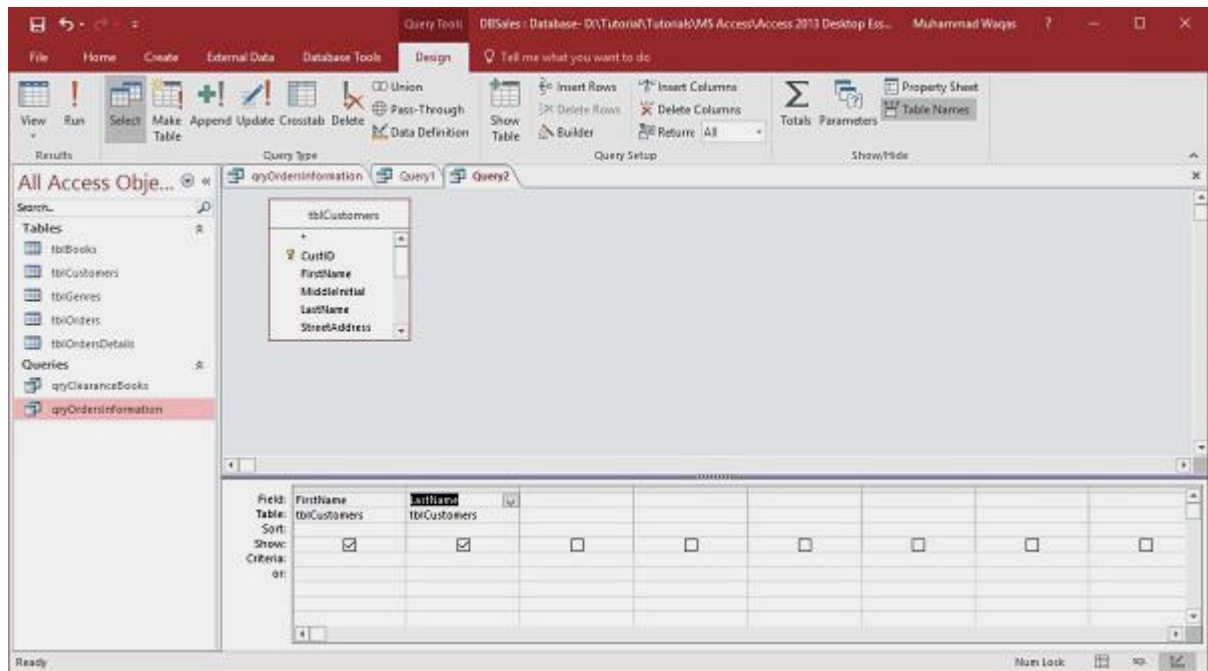 Query Tools
DBSales : Database- D:\Tutorial\Tutorials\MS Access\Access 2013 Desktop Ess...
Muhammad Waqas
?
File Home Create External Data Database Tools Design Tell me what you want to do
View
Run
Select
Make Table
Append
Update
Crosstab
Delete
Union
Pass-Through
Data Definition
Show Table
Insert Rows
Delete Rows
Builder
Insert Columns
Delete Columns
Return: All
Totals
Parameters
Property Sheet
Table Names
Results
Query Type
Query Setup
Show/Hide
All Access Obje...
Search...
Tables
tblBooks
tblCustomers
tblGenres
tblOrders
tblOrdersDetails
Queries
qryClearanceBooks
qryOrdersInformation
qryOrdersInformation Query1 Query2
tblCustomers
*
CustID
FirstName
MiddleInitial
LastName
StreetAddress
Field: FirstName LastName
Table: tblCustomers tblCustomers
Sort:
Show:
Criteria:
or:
Ready
Num Lock
SQL